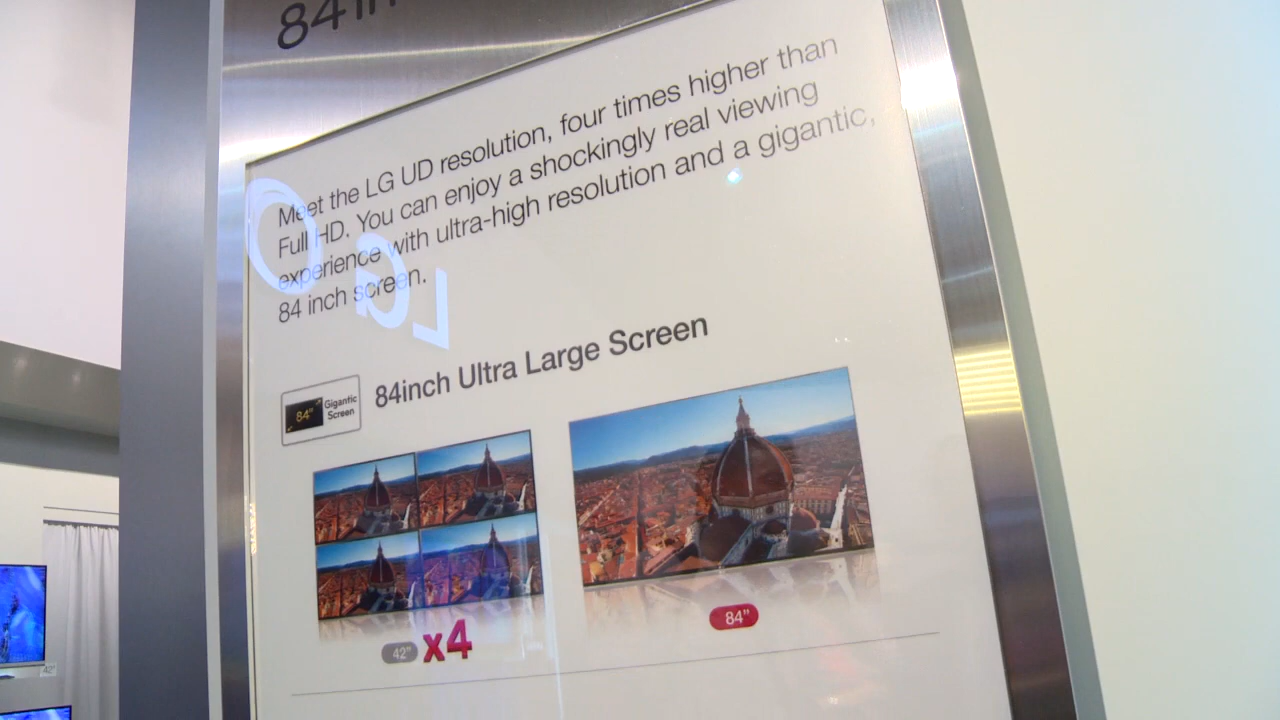 84in
Meet the LG UD resolution, four times higher than
Full HD. You can enjoy a shockingly real viewing
experience with ultra-high resolution and a gigantic,
84 inch screen.
LG
84"
Gigantic
Screen
84inch Ultra Large Screen
42" x4
84"
42"